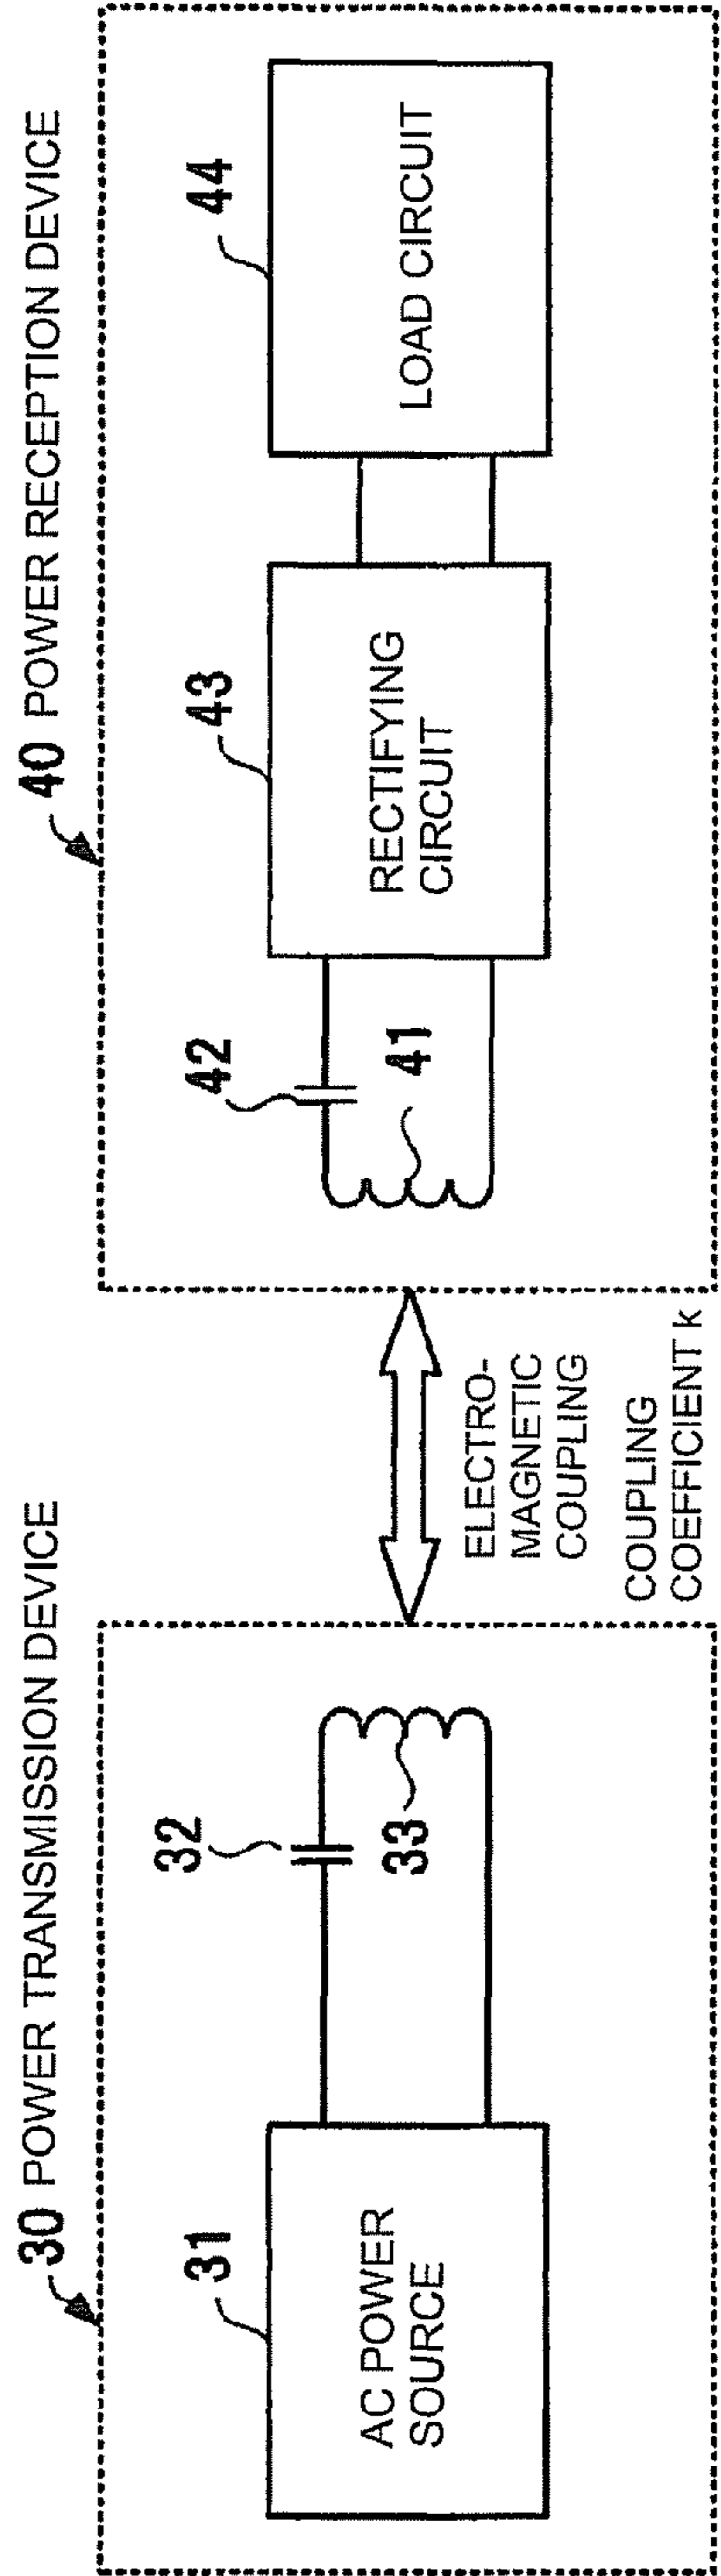 30 POWER TRANSMISSION DEVICE
31
AC POWER
SOURCE
32
33
ELECTRO-
MAGNETIC
COUPLING
COUPLING
COEFFICIENT k
40 POWER RECEPTION DEVICE
42
41
43
RECTIFYING
CIRCUIT
44
LOAD CIRCUIT